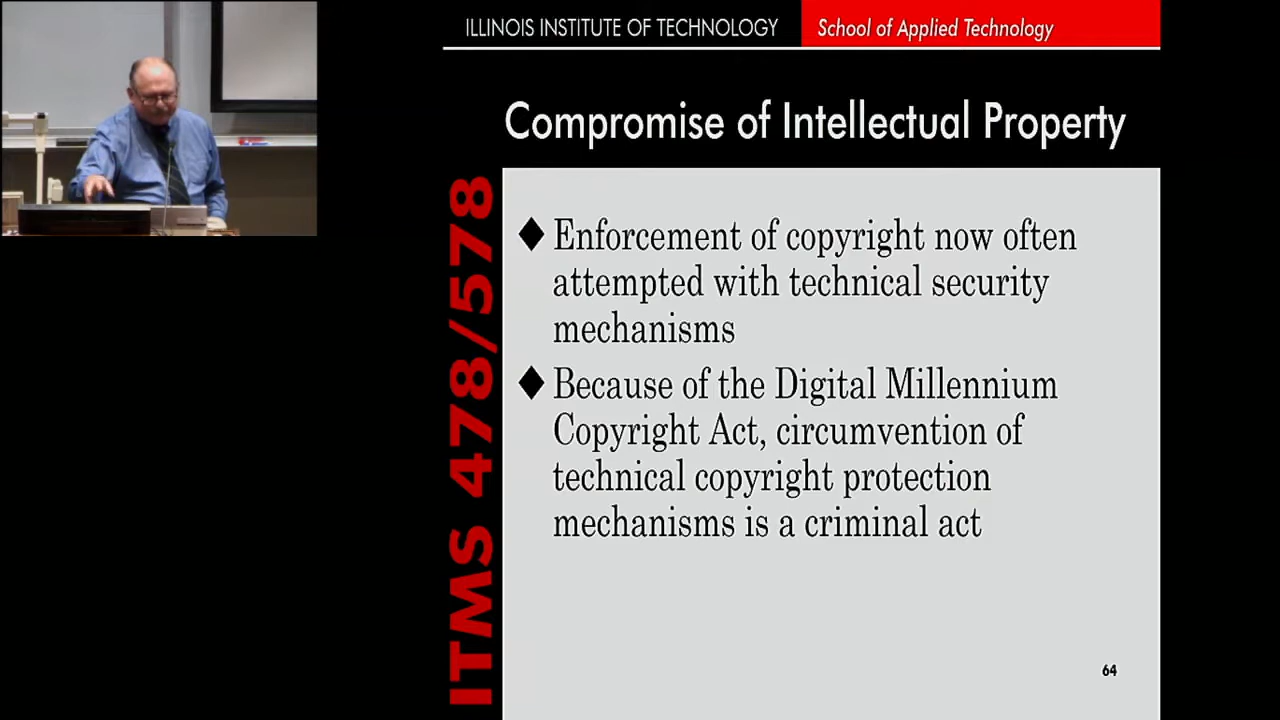 ILLINOIS INSTITUTE OF TECHNOLOGY
School of Applied Technology
Compromise of Intellectual Property
ITMS 478/578
♦ Enforcement of copyright now often
attempted with technical security
mechanisms
♦ Because of the Digital Millennium
Copyright Act, circumvention of
technical copyright protection
mechanisms is a criminal act
64